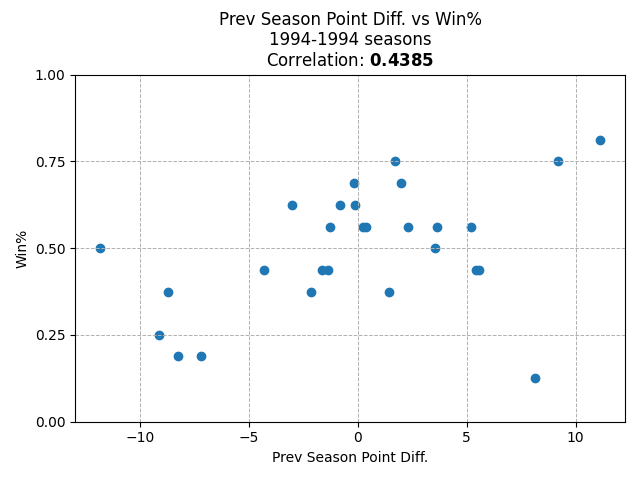 Prev Season Point Diff. vs Win%
1994-1994 seasons
Correlation: 0.4385
1.00
0.75
0.50
0.25
0.00
Win%
−10
−5
0
5
10
Prev Season Point Diff.